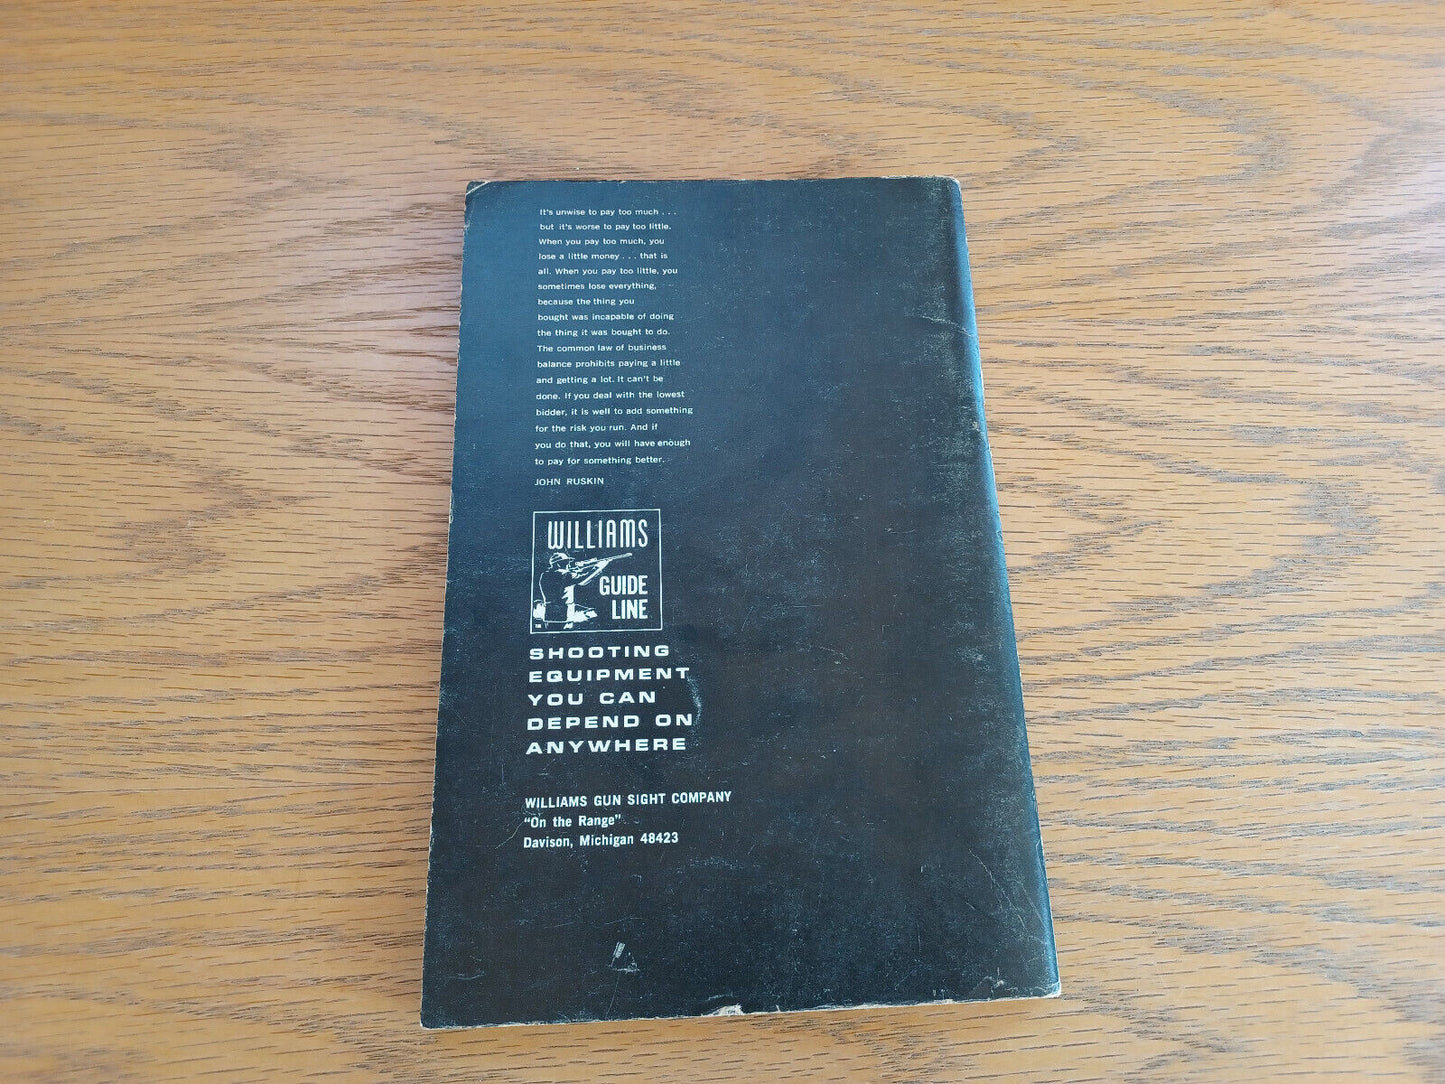 It's unwise to pay too much . . .
but it's worse to pay too little.
When you pay too much, you
lose a little money . . . that is
all. When you pay too little, you
sometimes lose everything,
because the thing you
bought was incapable of doing
the thing it was bought to do.
The common law of business
balance prohibits paying a little
and getting a lot. It can't be
done. If you deal with the lowest
bidder, it is well to add something
for the risk you run. And if
you do that, you will have enough
to pay for something better.
JOHN RUSKIN
WILLIAMS
GUIDE
LINE
SHOOTING
EQUIPMENT
YOU CAN
DEPEND ON
ANYWHERE
WILLIAMS GUN SIGHT COMPANY
"On the Range"
Davison, Michigan 48423